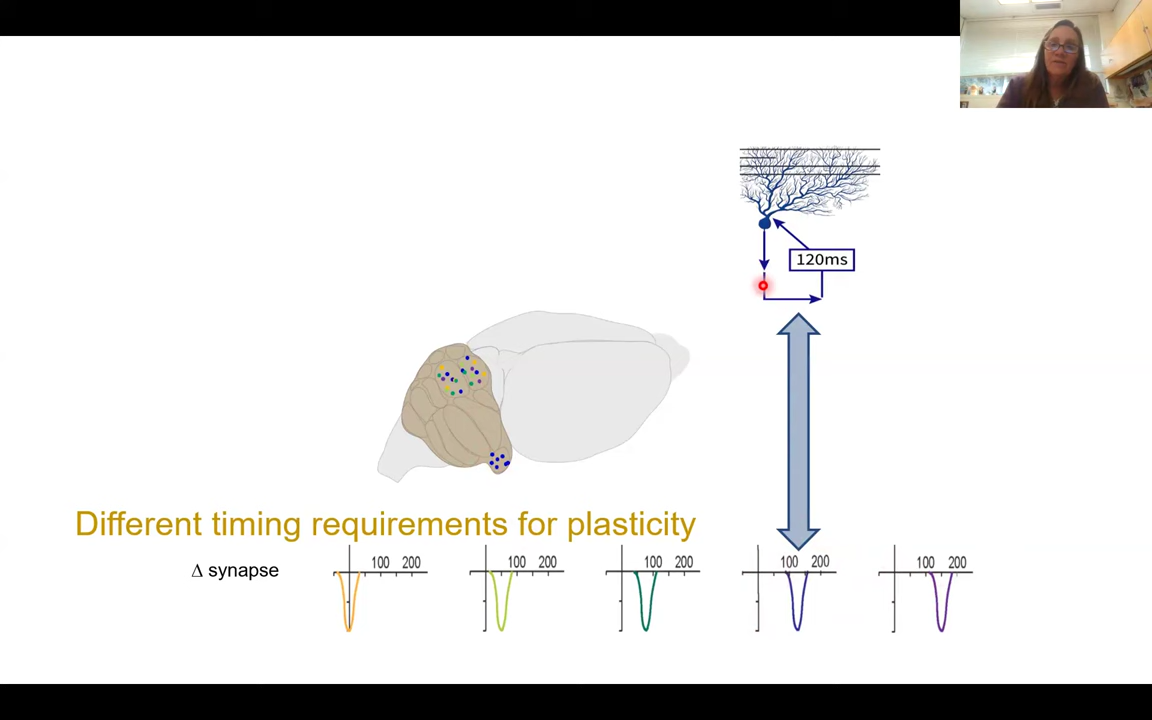 120ms
Different timing requirements for plasticity
Δ synapse
100 200
100 200
100 200
100 200
100 200